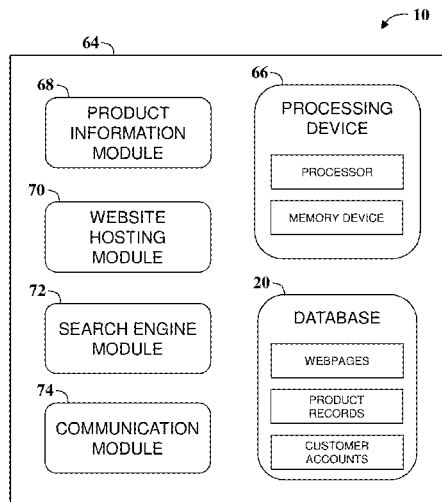 10
64
68
PRODUCT
INFORMATION
MODULE
70
WEBSITE
HOSTING
MODULE
72
SEARCH ENGINE
MODULE
74
COMMUNICATION
MODULE
66
PROCESSING
DEVICE
PROCESSOR
MEMORY DEVICE
20
DATABASE
WEBPAGES
PRODUCT
RECORDS
CUSTOMER
ACCOUNTS